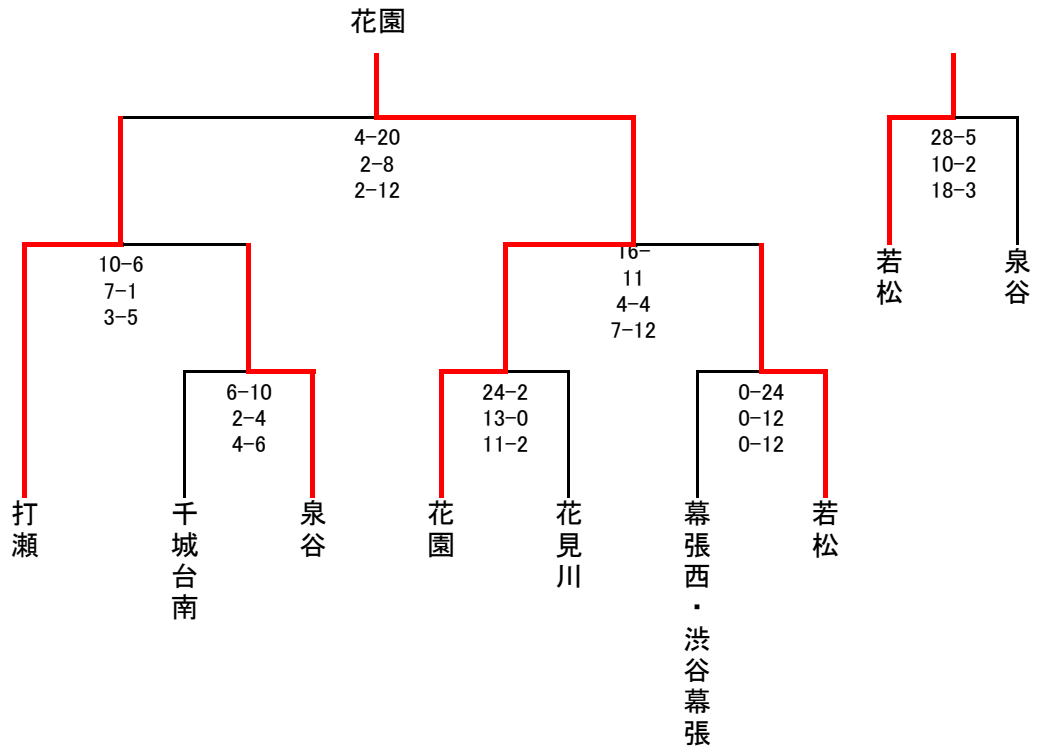 花園
4-20
2-8
2-12
28-5
10-2
18-3
若松
泉谷
10-6
7-1
3-5
16-
11
4-4
7-12
6-10
2-4
4-6
24-2
13-0
11-2
0-24
0-12
0-12
打瀬
千城台南
泉谷
花園
花見川
幕張西・渋谷幕張
若松